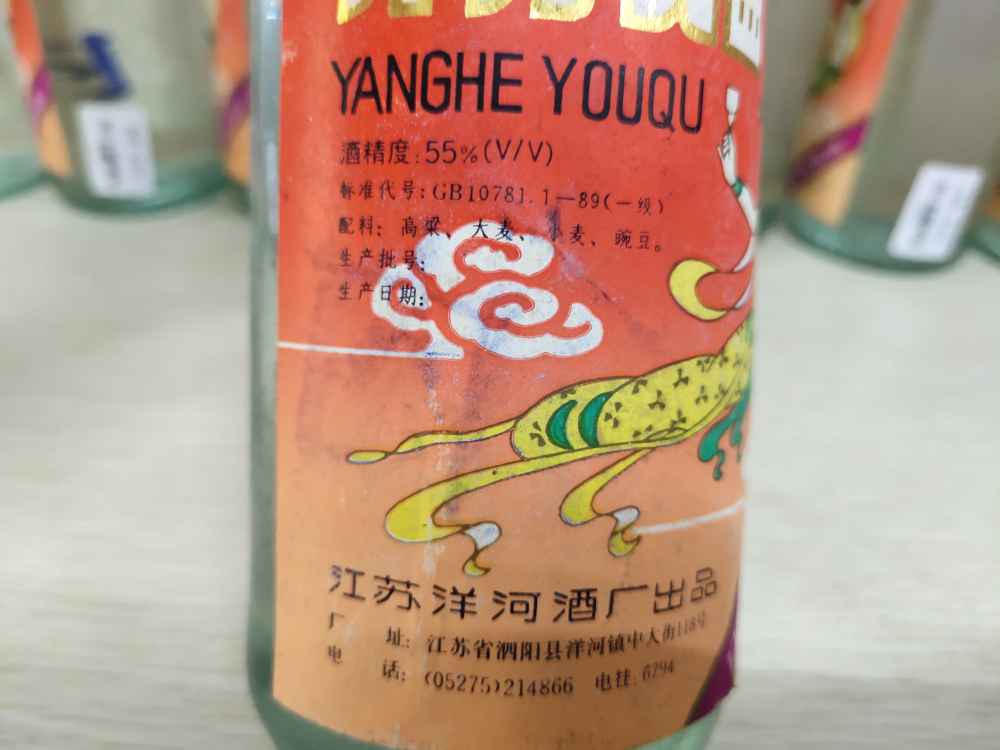 YANGHE YOUQU
酒精度:55%(V/V)
标准代号:GB10781.1—89(一级)
配料:高粱、大麦、小麦、豌豆。
生产批号:
生产日期:
江苏洋河酒厂出品
厂 址:江苏省泗阳县洋河镇中大街118号
电 话:(05275)214866 电挂:6294